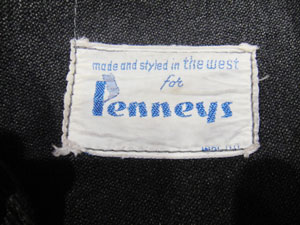 made and styled in the west
for
Penneys